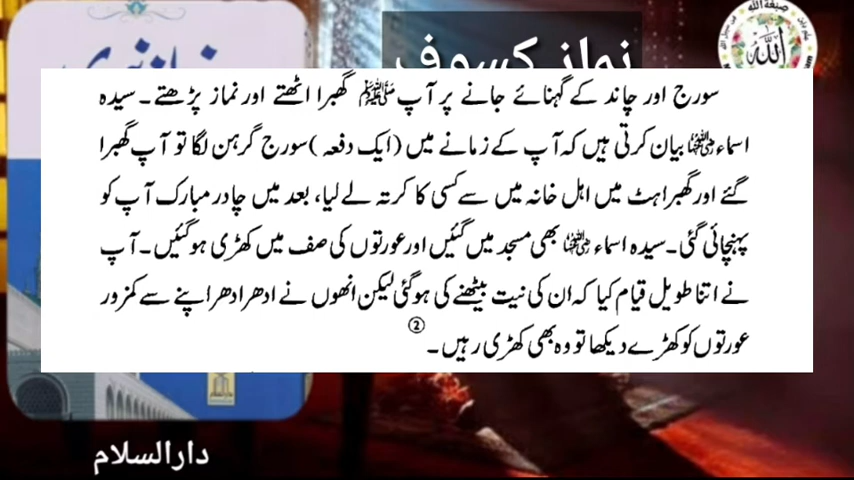 نماز کسوف
سورج اور چاند کے گہنائے جانے پر آپ ﷺ گھبرا اٹھتے اور نماز پڑھتے۔ سیدہ
اسماء رضی اللہ عنہا بیان کرتی ہیں کہ آپ کے زمانے میں (ایک دفعہ) سورج گرہن لگا تو آپ گھبرا
گئے اور گھبراہٹ میں اہل خانہ میں سے کسی کا کرتہ لے لیا، بعد میں چادر مبارک آپ کو
پہنچائی گئی۔ سیدہ اسماء رضی اللہ عنہا بھی مسجد میں گئیں اور عورتوں کی صف میں کھڑی ہو گئیں۔ آپ
نے اتنا طویل قیام کیا کہ ان کی نیت بیٹھنے کی ہو گئی لیکن انھوں نے ادھر ادھر اپنے سے کمزور
عورتوں کو کھڑے دیکھا تو وہ بھی کھڑی رہیں۔ ②
دارالسلام